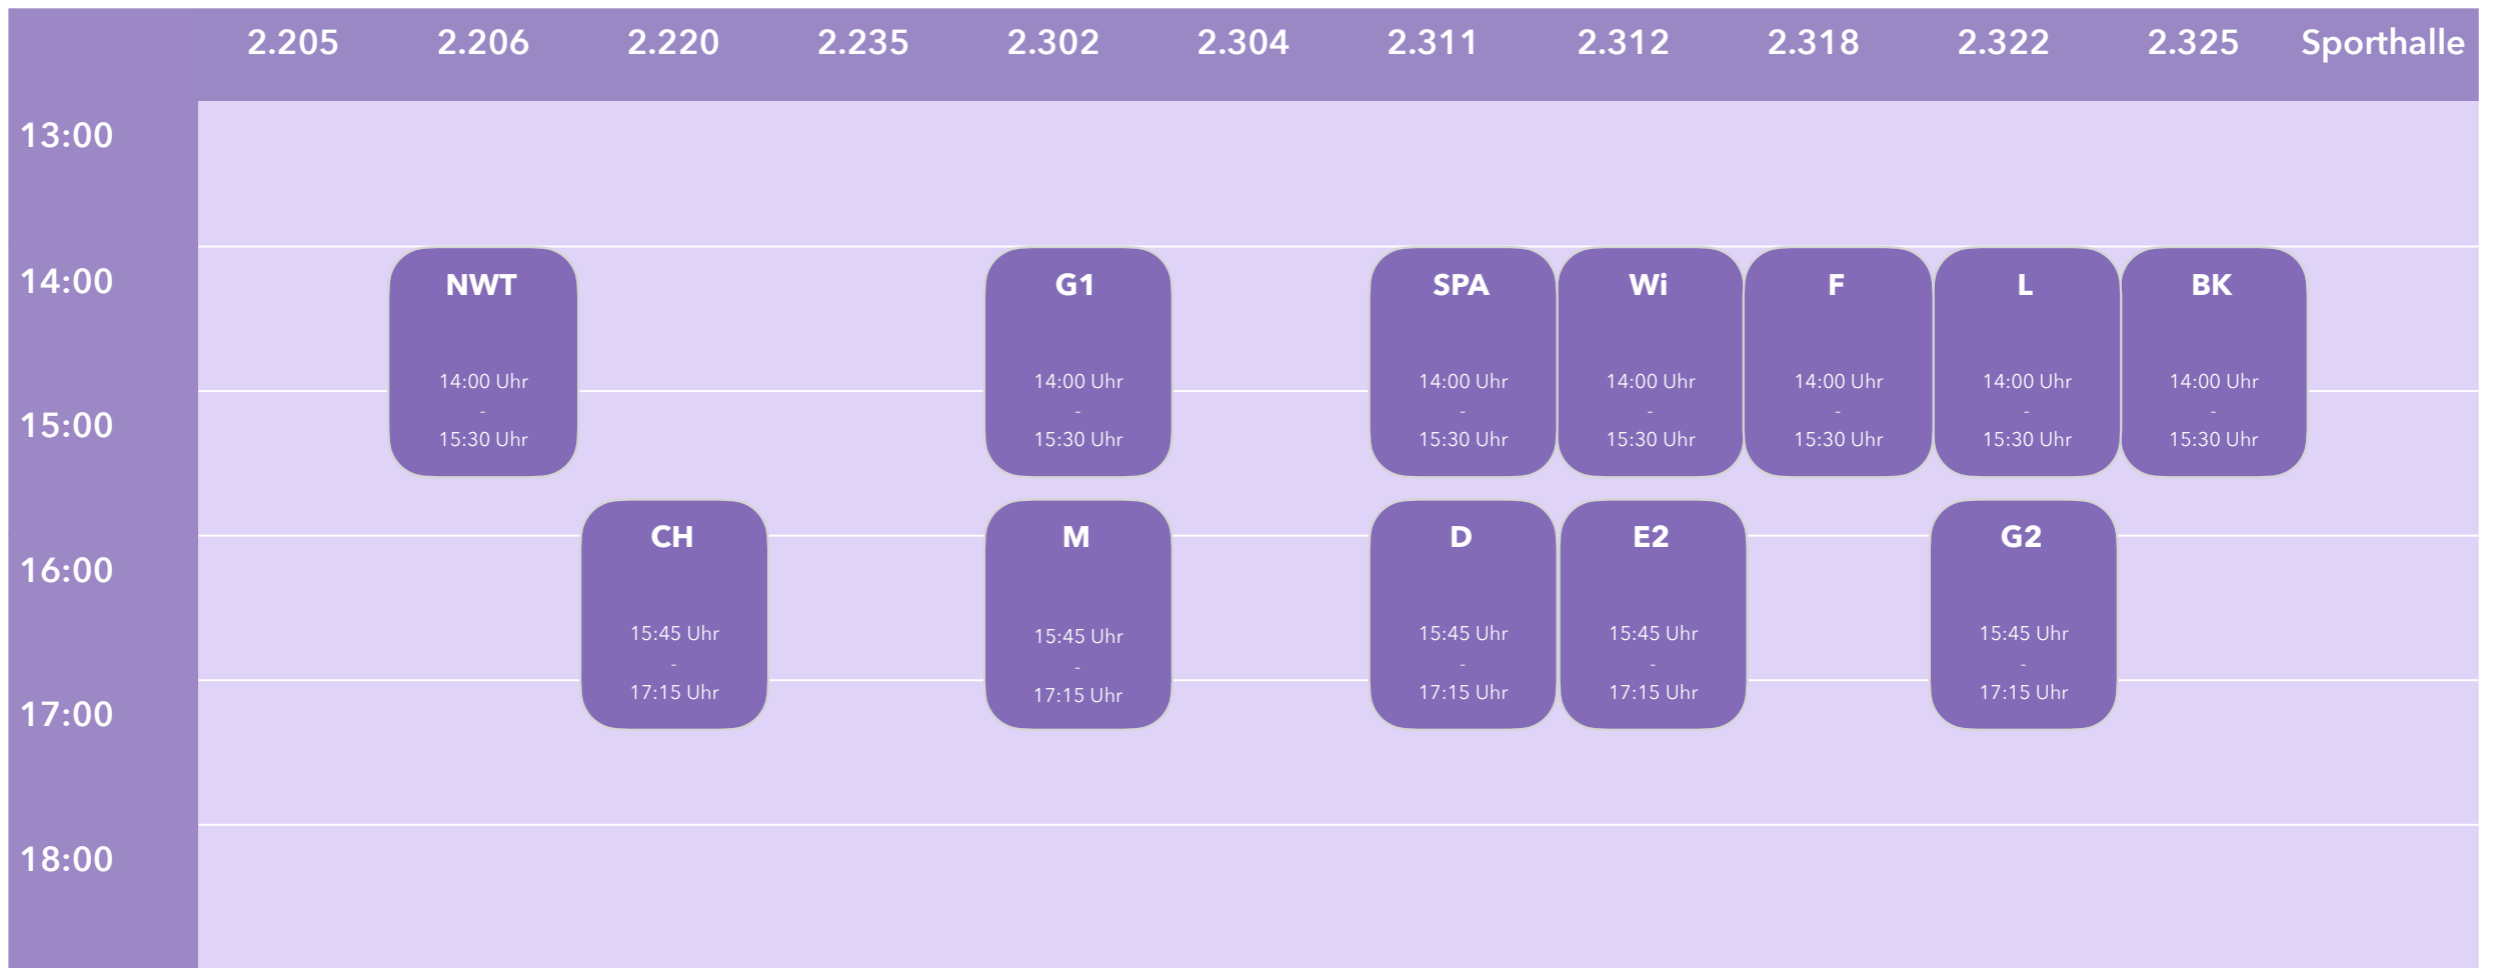 2.205 2.206 2.220 2.235 2.302 2.304 2.311 2.312 2.318 2.322 2.325 Sporthalle
13:00
14:00
NWT G1 SPA Wi F L BK
14:00 Uhr 14:00 Uhr 14:00 Uhr 14:00 Uhr 14:00 Uhr 14:00 Uhr 14:00 Uhr
- - - - - - -
15:00
15:30 Uhr 15:30 Uhr 15:30 Uhr 15:30 Uhr 15:30 Uhr 15:30 Uhr 15:30 Uhr
CH M D E2 G2
16:00
15:45 Uhr 15:45 Uhr 15:45 Uhr 15:45 Uhr 15:45 Uhr
- - - - -
17:15 Uhr 17:15 Uhr 17:15 Uhr 17:15 Uhr 17:15 Uhr
17:00
18:00